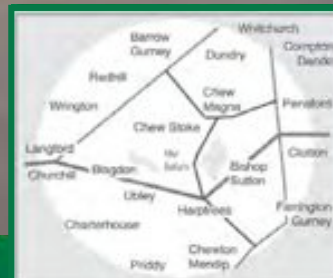 Whitchurch
Barrow
Gurney
Compton
Dando
Dundry
Redhill
Chew
Magna
Pensford
Wrington
Chew Stoke
Langford
Churchill
Blagdon
Bishop
Sutton
Clutton
Ubley
Harptrees
Farrington
Gurney
Charterhouse
Chewton
Mendip
Priddy